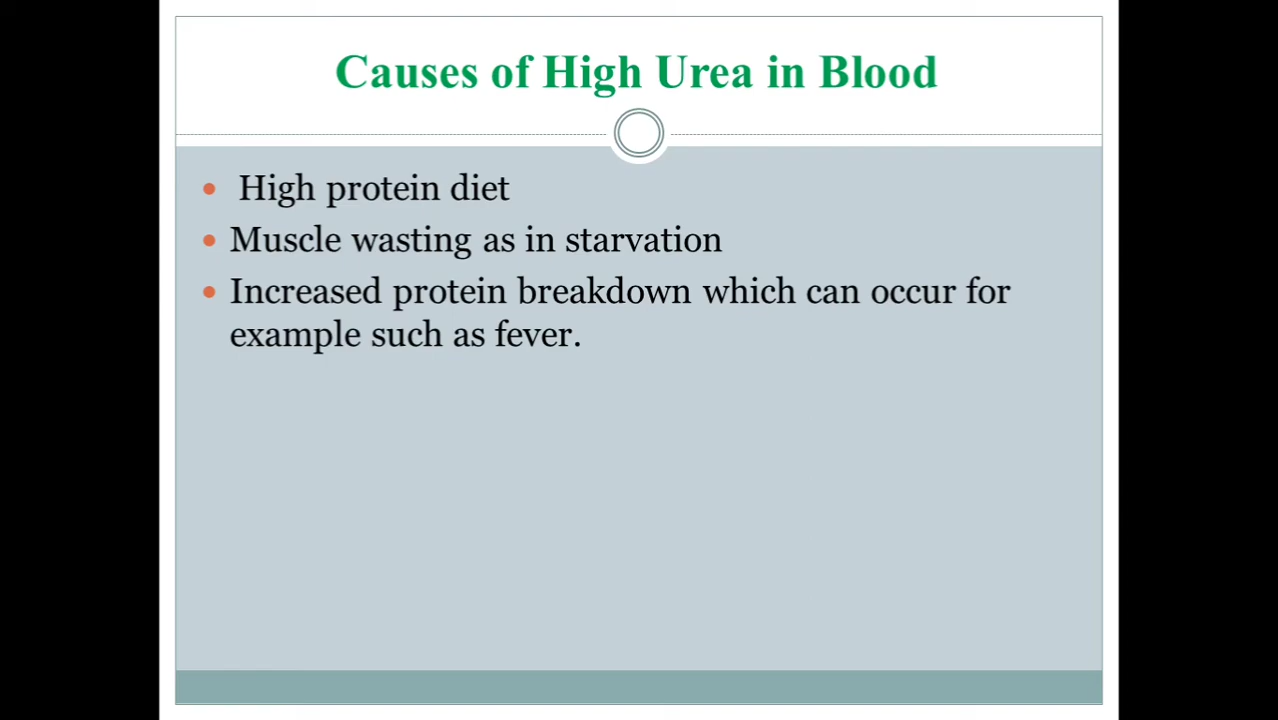 Causes of High Urea in Blood
• High protein diet
• Muscle wasting as in starvation
• Increased protein breakdown which can occur for
example such as fever.